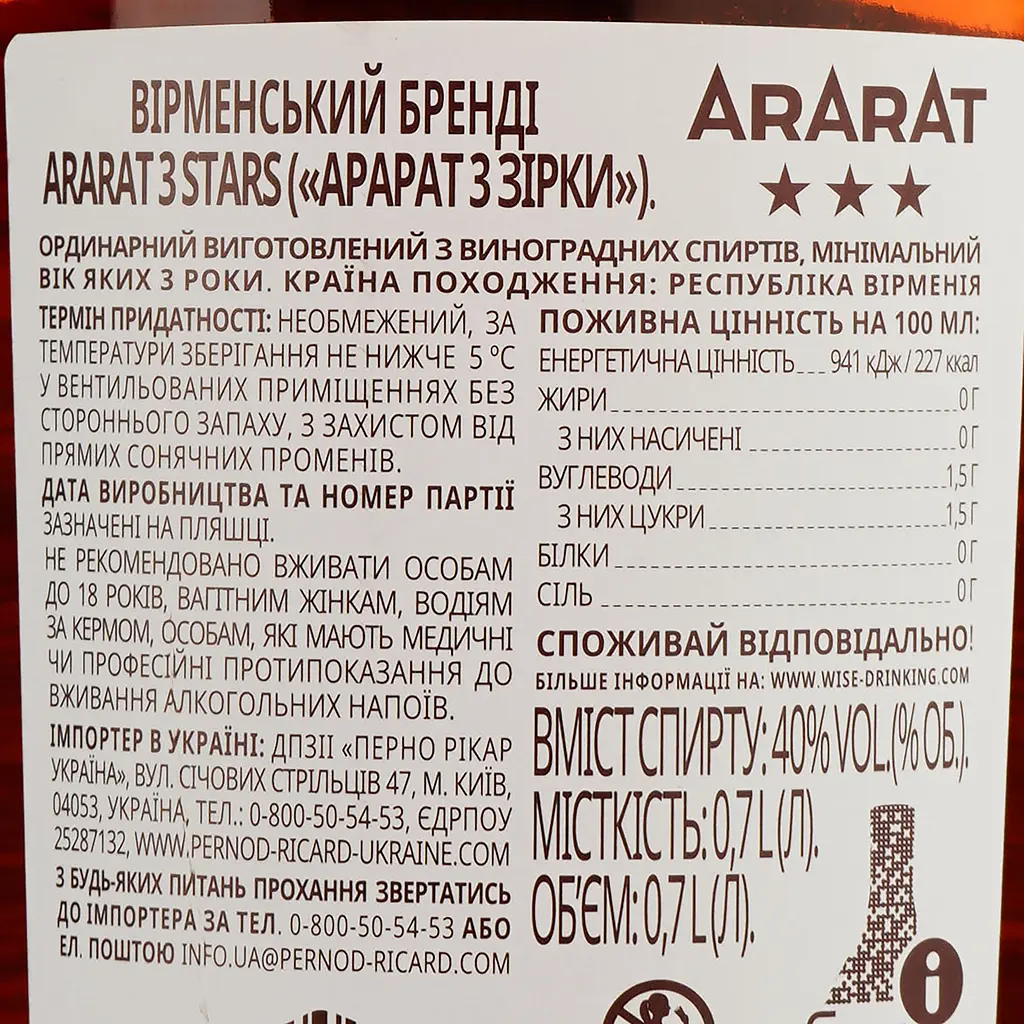 ВІРМЕНСЬКИЙ БРЕНДІ
ARARAT 3 STARS («АРАРАТ 3 ЗІРКИ»).
ARARAT
ОРДИНАРНИЙ ВИГОТОВЛЕНИЙ З ВИНОГРАДНИХ СПИРТІВ, МІНІМАЛЬНИЙ
ВІК ЯКИХ 3 РОКИ. КРАЇНА ПОХОДЖЕННЯ: РЕСПУБЛІКА ВІРМЕНІЯ
ТЕРМІН ПРИДАТНОСТІ: НЕОБМЕЖЕНИЙ, ЗА
ТЕМПЕРАТУРИ ЗБЕРІГАННЯ НЕ НИЖЧЕ 5 °C
У ВЕНТИЛЬОВАНИХ ПРИМІЩЕННЯХ БЕЗ
СТОРОННЬОГО ЗАПАХУ, З ЗАХИСТОМ ВІД
ПРЯМИХ СОНЯЧНИХ ПРОМЕНІВ.
ДАТА ВИРОБНИЦТВА ТА НОМЕР ПАРТІЇ
ЗАЗНАЧЕНІ НА ПЛЯШЦІ.
НЕ РЕКОМЕНДОВАНО ВЖИВАТИ ОСОБАМ
ДО 18 РОКІВ, ВАГІТНИМ ЖІНКАМ, ВОДІЯМ
ЗА КЕРМОМ, ОСОБАМ, ЯКІ МАЮТЬ МЕДИЧНІ
ЧИ ПРОФЕСІЙНІ ПРОТИПОКАЗАННЯ ДО
ВЖИВАННЯ АЛКОГОЛЬНИХ НАПОЇВ.
ІМПОРТЕР В УКРАЇНІ: ДПЗІІ «ПЕРНО РІКАР
УКРАЇНА», ВУЛ. СІЧОВИХ СТРІЛЬЦІВ 47, М. КИЇВ,
04053, УКРАЇНА, ТЕЛ.: 0-800-50-54-53, ЄДРПОУ
25287132, WWW.PERNOD-RICARD-UKRAINE.COM
З БУДЬ-ЯКИХ ПИТАНЬ ПРОХАННЯ ЗВЕРТАТИСЬ
ДО ІМПОРТЕРА ЗА ТЕЛ. 0-800-50-54-53 АБО
ЕЛ. ПОШТОЮ INFO.UA@PERNOD-RICARD.COM
ПОЖИВНА ЦІННІСТЬ НА 100 МЛ:
ЕНЕРГЕТИЧНА ЦІННІСТЬ___941 кДж / 227 ккал
ЖИРИ 0 Г
З НИХ НАСИЧЕНІ 0 Г
ВУГЛЕВОДИ 1,5 Г
З НИХ ЦУКРИ 1,5 Г
БІЛКИ 0 Г
СІЛЬ 0 Г
СПОЖИВАЙ ВІДПОВІДАЛЬНО!
БІЛЬШЕ ІНФОРМАЦІЇ НА: WWW.WISE-DRINKING.COM
ВМІСТ СПИРТУ: 40% VOL.(% ОБ.).
МІСТКІСТЬ: 0,7 L (Л).
ОБ'ЄМ: 0,7 L (Л).
i